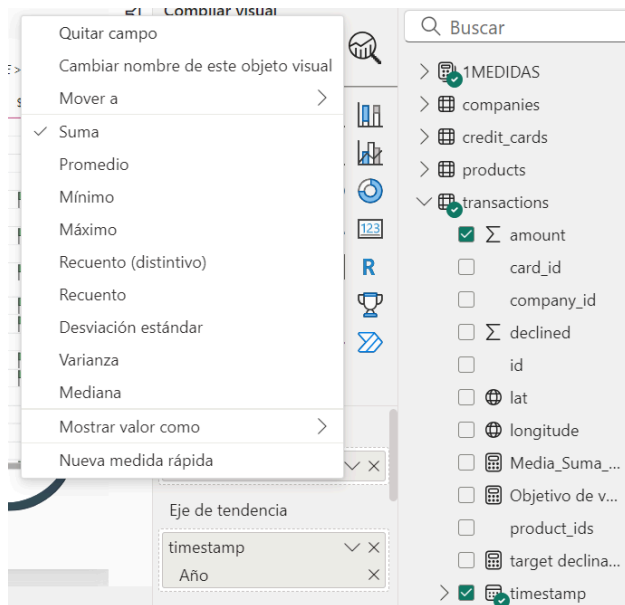 Compilar visual
Quitar campo
Cambiar nombre de este objeto visual
Mover a
Suma
Promedio
Mínimo
Máximo
Recuento (distintivo)
Recuento
Desviación estándar
Varianza
Mediana
Mostrar valor como
Nueva medida rápida
123
R
Eje de tendencia
timestamp
Año
Buscar
1MEDIDAS
companies
credit_cards
products
transactions
amount
card_id
company_id
declined
id
lat
longitude
Media_Suma_...
Objetivo de v...
product_ids
target declina...
timestamp